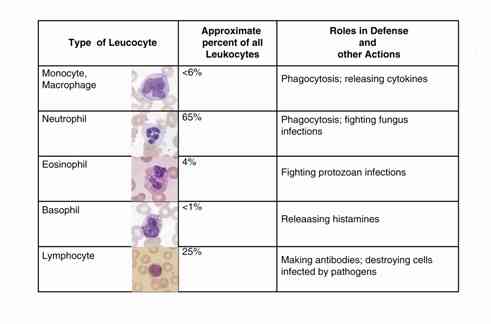 Type of Leucocyte
Approximate
percent of all
Leukocytes
Roles in Defense
and
other Actions
Monocyte,
Macrophage
<6%
Phagocytosis; releasing cytokines
Neutrophil
65%
Phagocytosis; fighting fungus
infections
Eosinophil
4%
Fighting protozoan infections
Basophil
<1%
Releaasing histamines
Lymphocyte
25%
Making antibodies; destroying cells
infected by pathogens